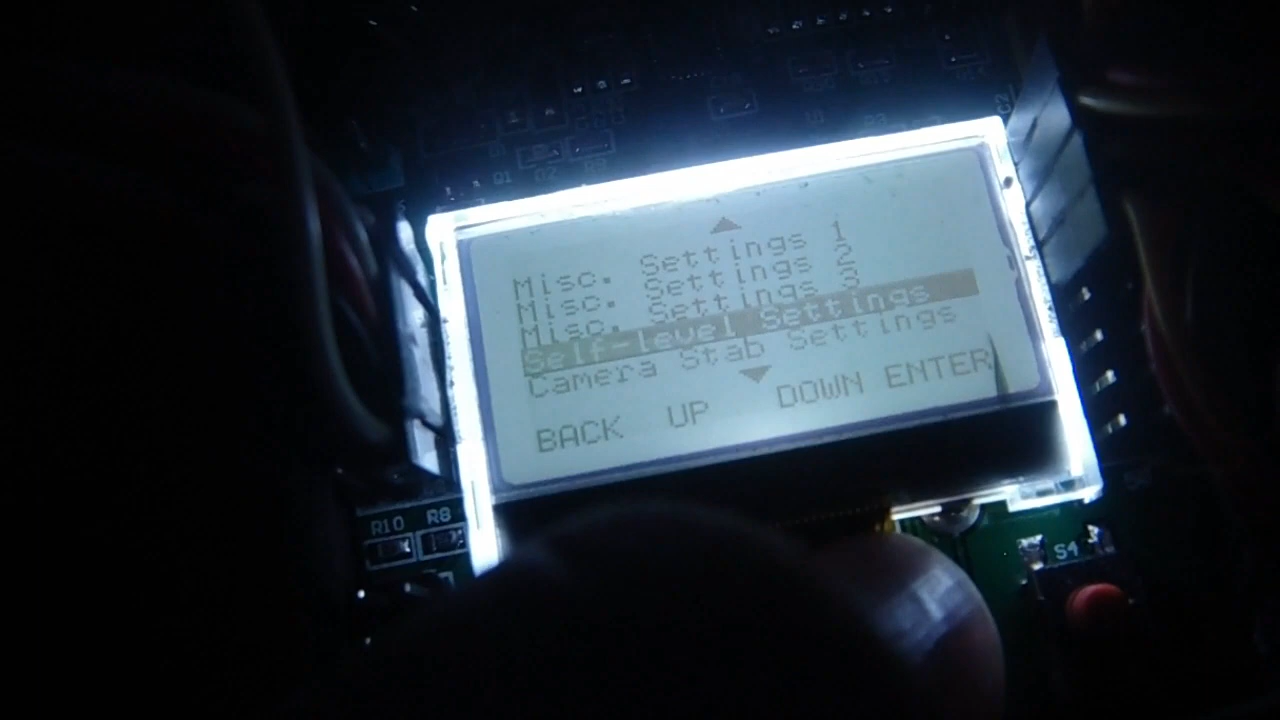 Misc. Settings 1
Misc. Settings 2
Misc. Settings 3
Self-level Settings
Camera Stab Settings
BACK UP DOWN ENTER
R10 R8
S4